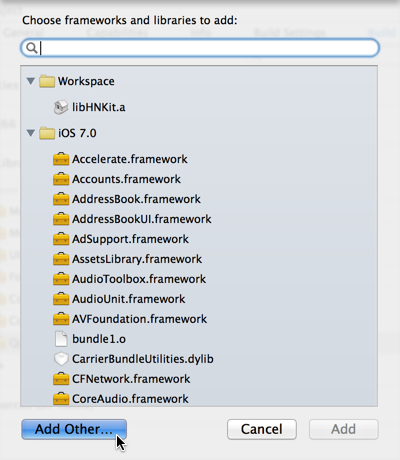 Choose frameworks and libraries to add:
Workspace
libHNKit.a
iOS 7.0
Accelerate.framework
Accounts.framework
AddressBook.framework
AddressBookUI.framework
AdSupport.framework
AssetsLibrary.framework
AudioToolbox.framework
AudioUnit.framework
AVFoundation.framework
bundle1.o
CarrierBundleUtilities.dylib
CFNetwork.framework
CoreAudio.framework
Add Other... Cancel Add